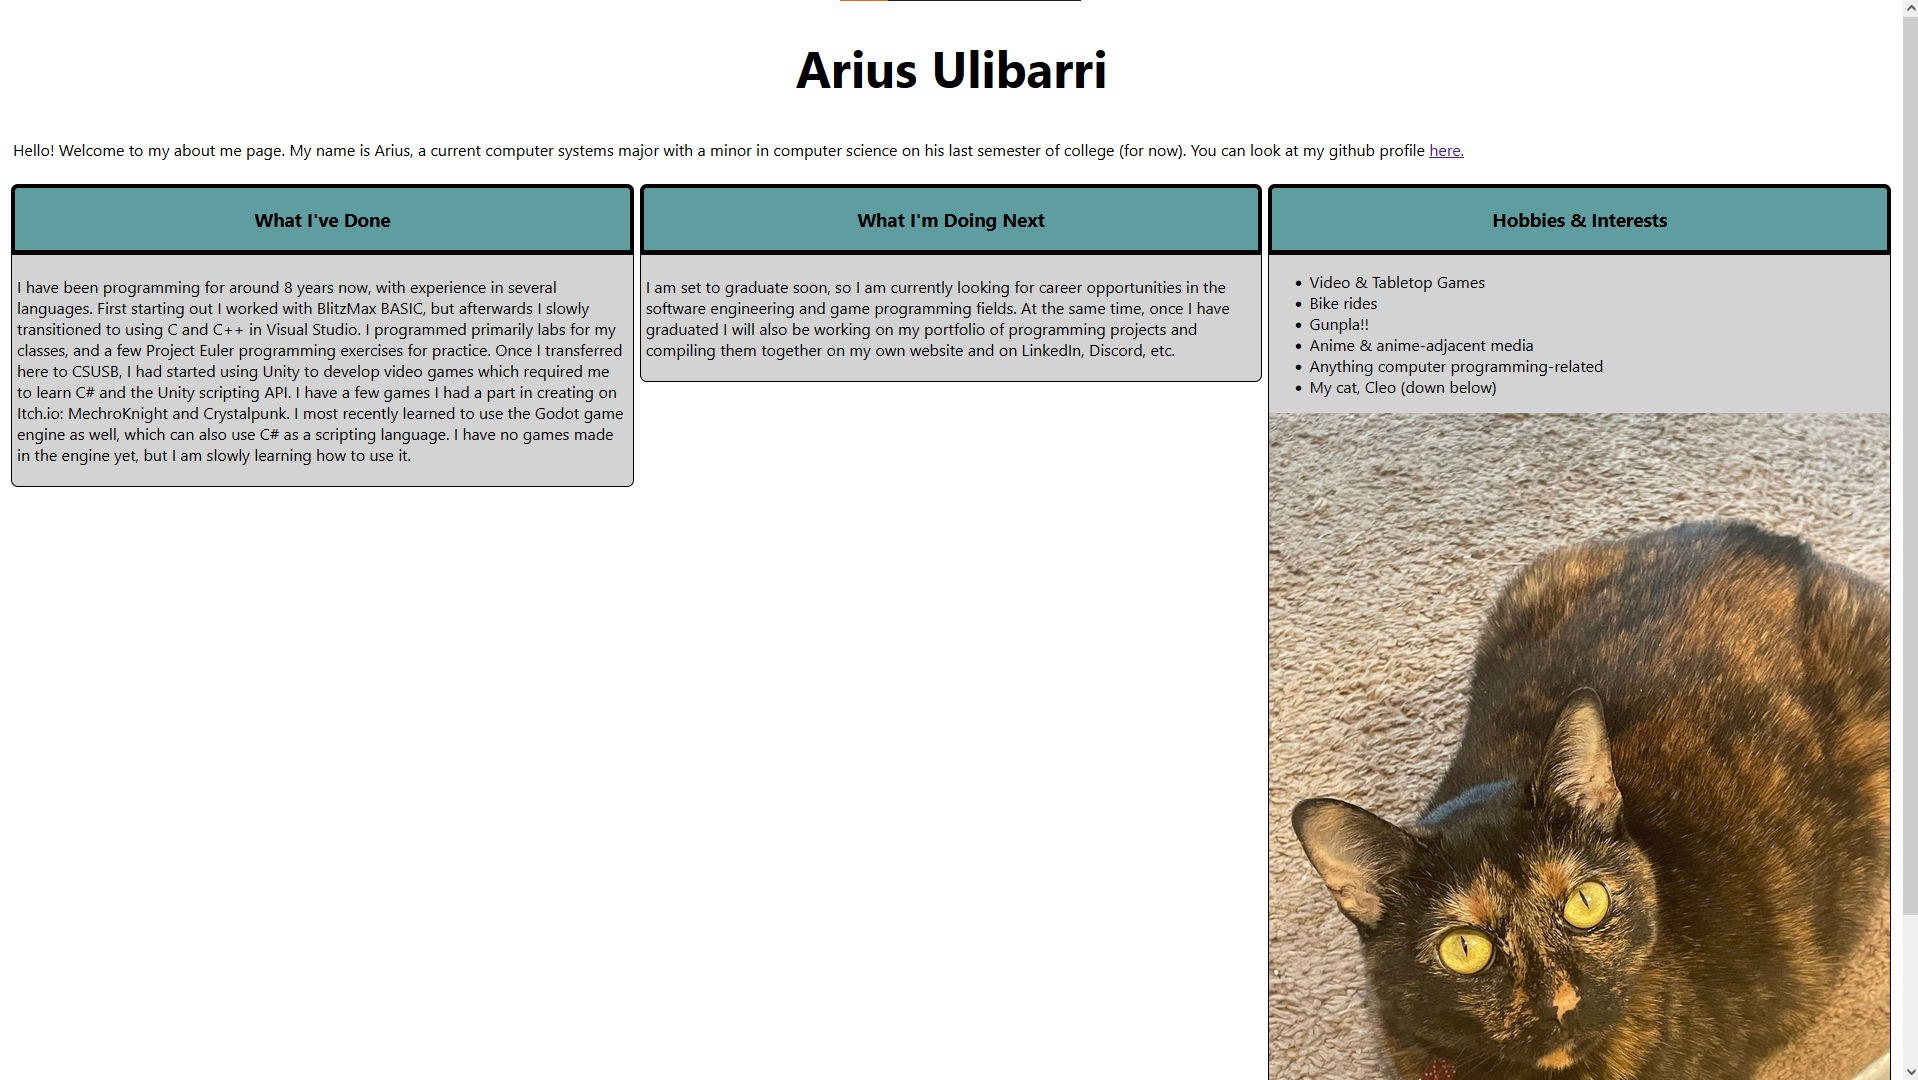 Arius Ulibarri
Hello! Welcome to my about me page. My name is Arius, a current computer systems major with a minor in computer science on his last semester of college (for now). You can look at my github profile here.
What I've Done
I have been programming for around 8 years now, with experience in several
languages. First starting out I worked with BlitzMax BASIC, but afterwards I slowly
transitioned to using C and C++ in Visual Studio. I programmed primarily labs for my
classes, and a few Project Euler programming exercises for practice. Once I transferred
here to CSUSB, I had started using Unity to develop video games which required me
to learn C# and the Unity scripting API. I have a few games I had a part in creating on
Itch.io: MechroKnight and Crystalpunk. I most recently learned to use the Godot game
engine as well, which can also use C# as a scripting language. I have no games made
in the engine yet, but I am slowly learning how to use it.
What I'm Doing Next
I am set to graduate soon, so I am currently looking for career opportunities in the
software engineering and game programming fields. At the same time, once I have
graduated I will also be working on my portfolio of programming projects and
compiling them together on my own website and on LinkedIn, Discord, etc.
Hobbies & Interests
• Video & Tabletop Games
• Bike rides
• Gunpla!!
• Anime & anime-adjacent media
• Anything computer programming-related
• My cat, Cleo (down below)